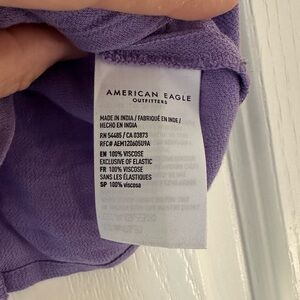 AMERICAN EAGLE
OUTFITTERS
MADE IN INDIA / FABRIQUÉ EN INDE /
HECHO EN INDIA
RN 54485 / CA 03873
RFC# AEM120605U9A
EN 100% VISCOSE
EXCLUSIVE OF ELASTIC
FR 100% VISCOSE
SANS LES ÉLASTIQUES
SP 100% viscosa